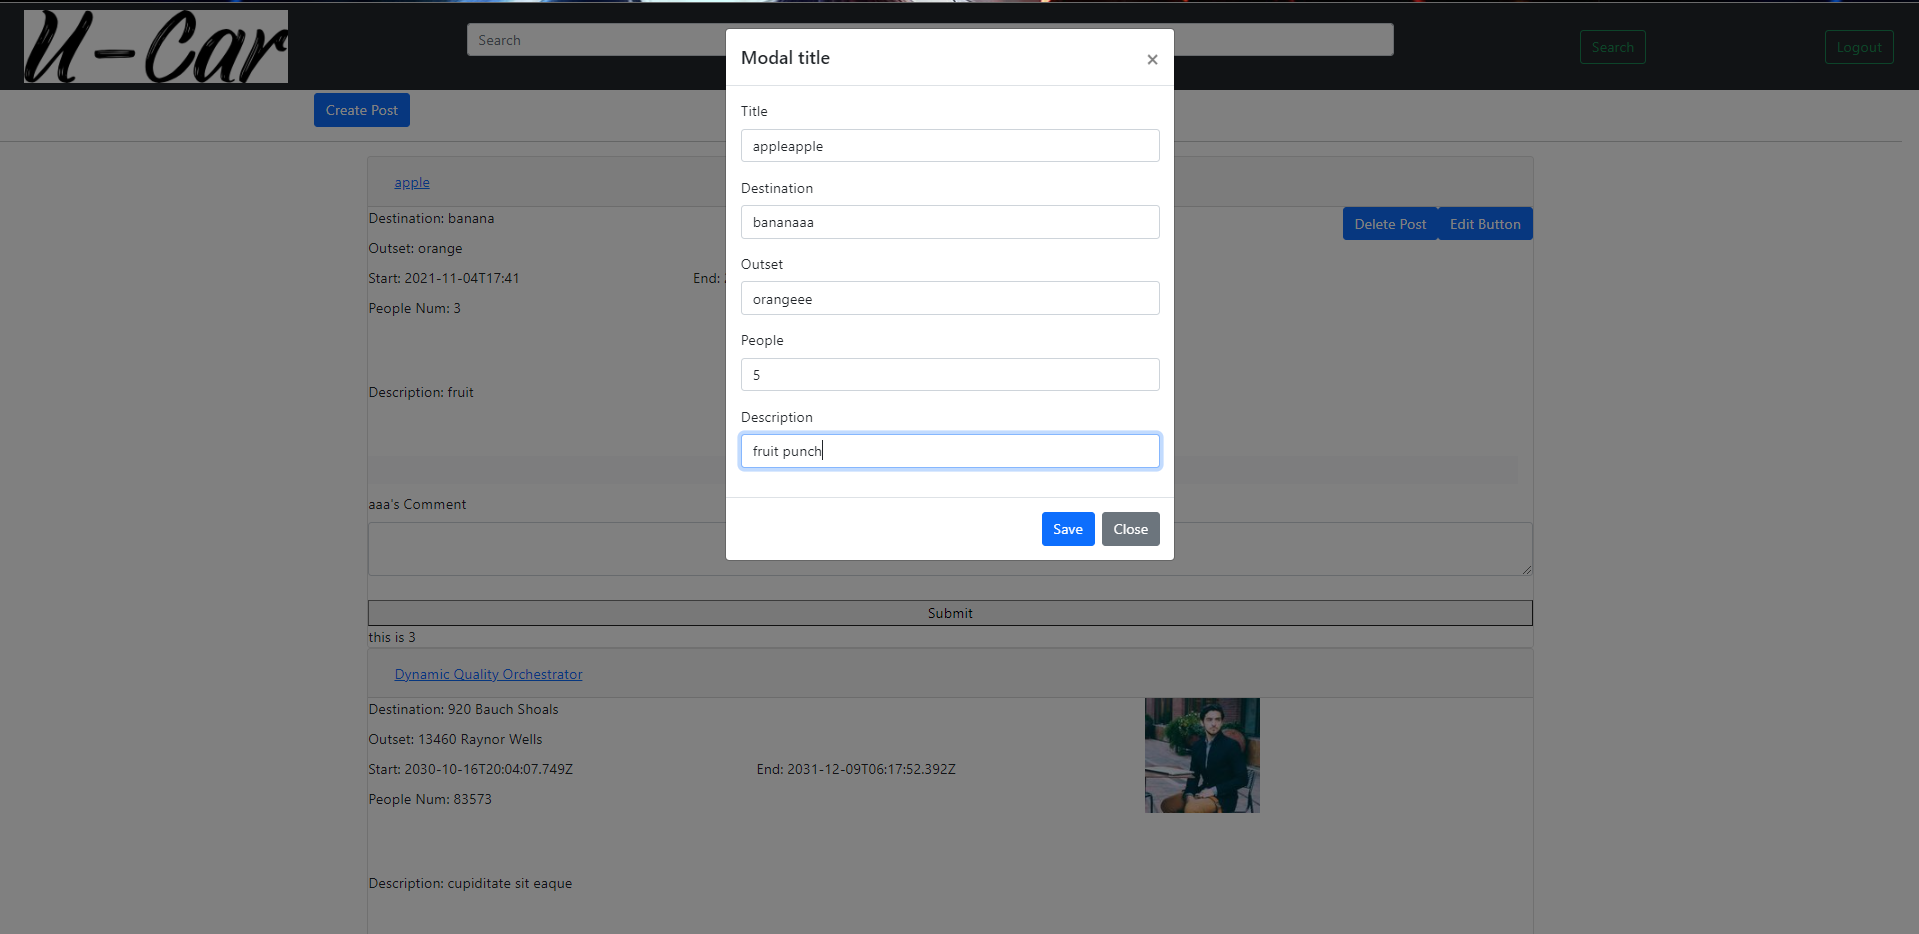 U-Car
Search
Search
Logout
Create Post
Modal title
×
Title
appleapple
Destination
bananaaa
Outset
orangeee
People
5
Description
fruit punch
Save
Close
apple
Destination: banana
Delete Post
Edit Button
Outset: orange
Start: 2021-11-04T17:41
End:
People Num: 3
Description: fruit
aaa's Comment
Submit
this is 3
Dynamic Quality Orchestrator
Destination: 920 Bauch Shoals
Outset: 13460 Raynor Wells
Start: 2030-10-16T20:04:07.749Z
End: 2031-12-09T06:17:52.392Z
People Num: 83573
Description: cupiditate sit eaque